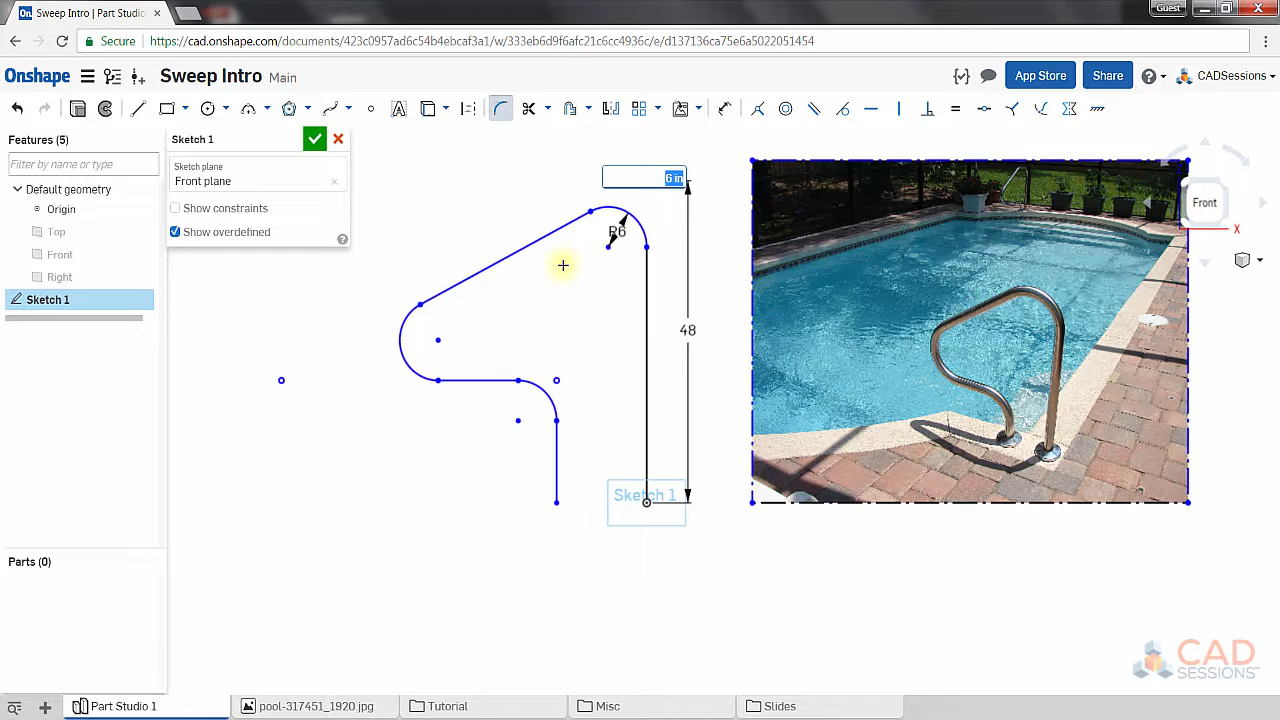 Guest
Sweep Intro | Part Studio
Secure
https://cad.onshape.com/documents/423c0957ad6c54b4ebcaf3a1/w/333eb6d9f6afc21c6cc4936c/e/d137136ca75e6a5022051454
Onshape
Sweep Intro
Main
App Store
Share
CADSessions
Features (5)
Sketch 1
Filter by name or type
Sketch plane
Front plane
Default geometry
Origin
Show constraints
Top
Show overdefined
Front
Right
Sketch 1
6 in
R6
48
Sketch 1
Front
X
Parts (0)
CAD
SESSIONS
Part Studio 1
pool-317451_1920.jpg
Tutorial
Misc
Slides